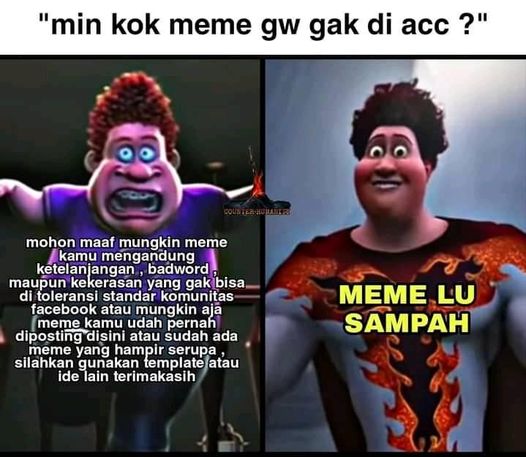 "min kok meme gw gak di acc ?"
COUNTER-HUMANITY
mohon maaf mungkin meme
kamu mengandung
ketelanjangan , badword ,
maupun kekerasan yang gak bisa
di toleransi standar komunitas
facebook atau mungkin aja
meme kamu udah pernah
diposting disini atau sudah ada
meme yang hampir serupa ,
silahkan gunakan template atau
ide lain terimakasih
MEME LU
SAMPAH